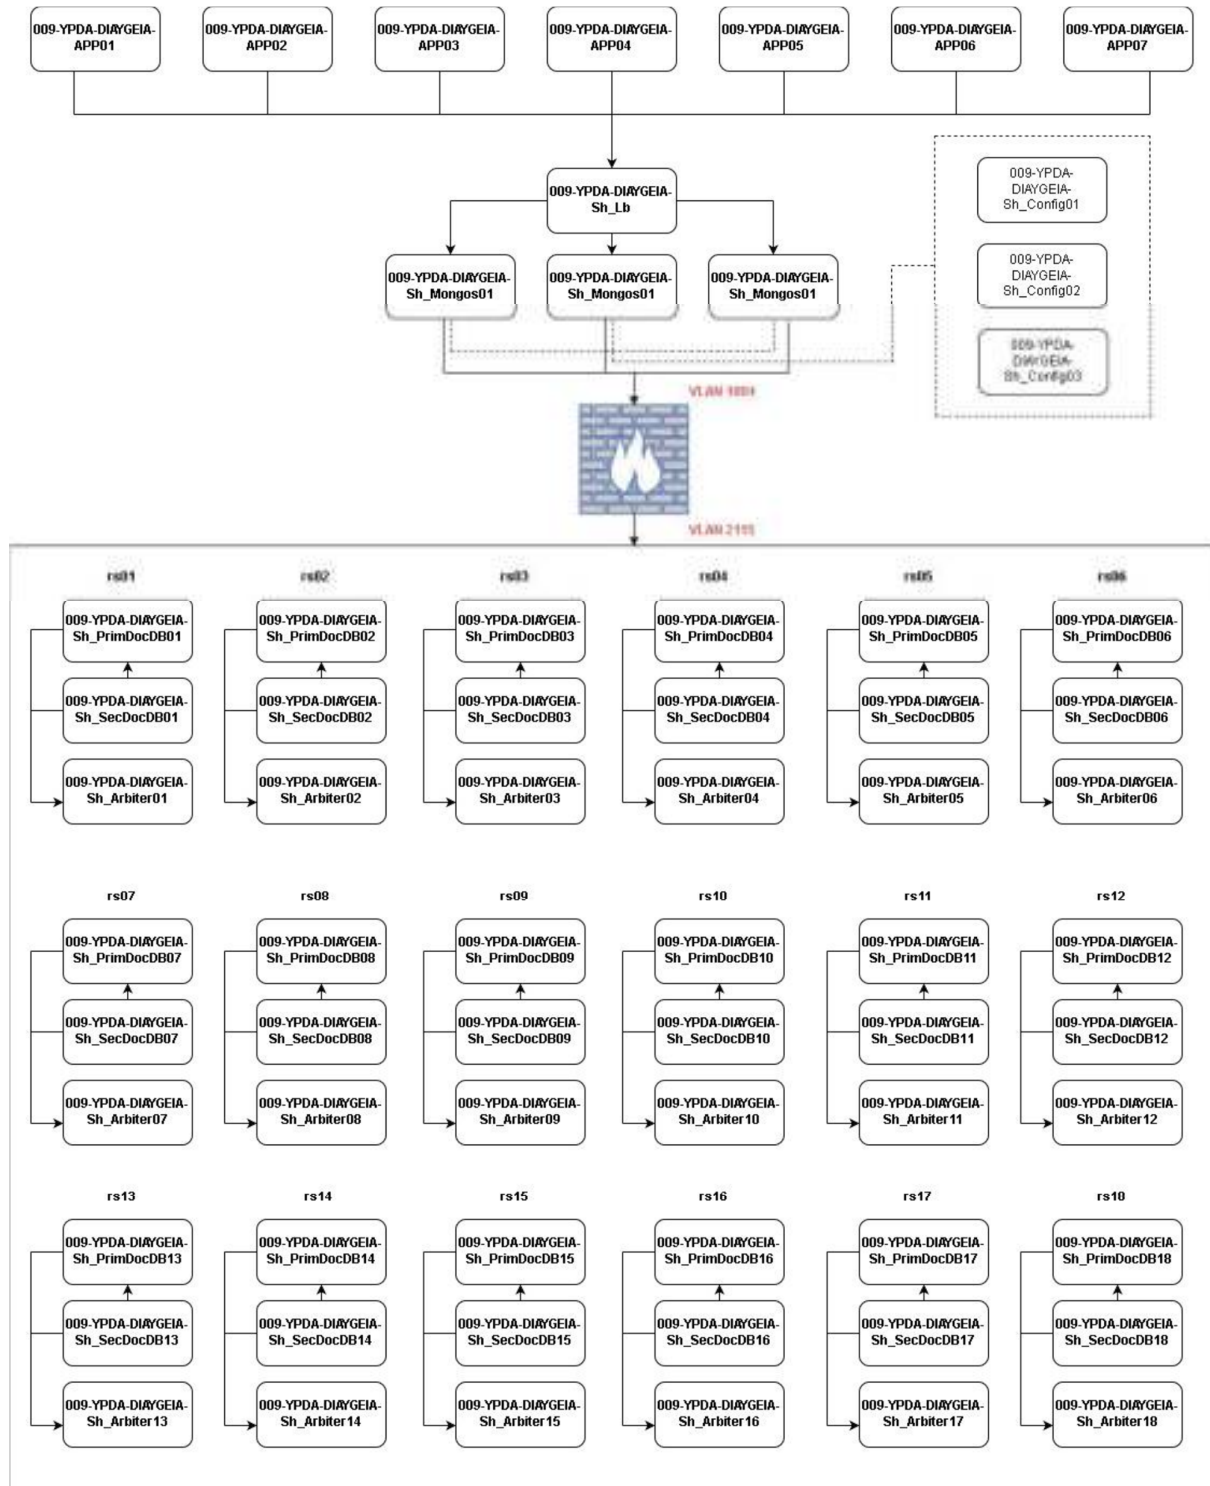 009-YPDA-DIAYGEIA-
APP01
009-YPDA-DIAYGEIA-
APP02
009-YPDA-DIAYGEIA-
APP03
009-YPDA-DIAYGEIA-
APP04
009-YPDA-DIAYGEIA-
APP05
009-YPDA-DIAYGEIA-
APP06
009-YPDA-DIAYGEIA-
APP07
009-YPDA-DIAYGEIA-
Sh_Lb
009-YPDA-DIAYGEIA-
Sh_Mongos01
009-YPDA-DIAYGEIA-
Sh_Mongos01
009-YPDA-DIAYGEIA-
Sh_Mongos01
009-YPDA-
DIAYGEIA-
Sh_Config01
009-YPDA-
DIAYGEIA-
Sh_Config02
009-YPDA-
DIAYGEIA-
Sh_Config03
VLAN
VLAN
rs01
rs02
rs03
rs04
rs05
rs06
009-YPDA-DIAYGEIA-
Sh_PrimDocDB01
009-YPDA-DIAYGEIA-
Sh_PrimDocDB02
009-YPDA-DIAYGEIA-
Sh_PrimDocDB03
009-YPDA-DIAYGEIA-
Sh_PrimDocDB04
009-YPDA-DIAYGEIA-
Sh_PrimDocDB05
009-YPDA-DIAYGEIA-
Sh_PrimDocDB06
009-YPDA-DIAYGEIA-
Sh_SecDocDB01
009-YPDA-DIAYGEIA-
Sh_SecDocDB02
009-YPDA-DIAYGEIA-
Sh_SecDocDB03
009-YPDA-DIAYGEIA-
Sh_SecDocDB04
009-YPDA-DIAYGEIA-
Sh_SecDocDB05
009-YPDA-DIAYGEIA-
Sh_SecDocDB06
009-YPDA-DIAYGEIA-
Sh_Arbiter01
009-YPDA-DIAYGEIA-
Sh_Arbiter02
009-YPDA-DIAYGEIA-
Sh_Arbiter03
009-YPDA-DIAYGEIA-
Sh_Arbiter04
009-YPDA-DIAYGEIA-
Sh_Arbiter05
009-YPDA-DIAYGEIA-
Sh_Arbiter06
rs07
rs08
rs09
rs10
rs11
rs12
009-YPDA-DIAYGEIA-
Sh_PrimDocDB07
009-YPDA-DIAYGEIA-
Sh_PrimDocDB08
009-YPDA-DIAYGEIA-
Sh_PrimDocDB09
009-YPDA-DIAYGEIA-
Sh_PrimDocDB10
009-YPDA-DIAYGEIA-
Sh_PrimDocDB11
009-YPDA-DIAYGEIA-
Sh_PrimDocDB12
009-YPDA-DIAYGEIA-
Sh_SecDocDB07
009-YPDA-DIAYGEIA-
Sh_SecDocDB08
009-YPDA-DIAYGEIA-
Sh_SecDocDB09
009-YPDA-DIAYGEIA-
Sh_SecDocDB10
009-YPDA-DIAYGEIA-
Sh_SecDocDB11
009-YPDA-DIAYGEIA-
Sh_SecDocDB12
009-YPDA-DIAYGEIA-
Sh_Arbiter07
009-YPDA-DIAYGEIA-
Sh_Arbiter08
009-YPDA-DIAYGEIA-
Sh_Arbiter09
009-YPDA-DIAYGEIA-
Sh_Arbiter10
009-YPDA-DIAYGEIA-
Sh_Arbiter11
009-YPDA-DIAYGEIA-
Sh_Arbiter12
rs13
rs14
rs15
rs16
rs17
rs18
009-YPDA-DIAYGEIA-
Sh_PrimDocDB13
009-YPDA-DIAYGEIA-
Sh_PrimDocDB14
009-YPDA-DIAYGEIA-
Sh_PrimDocDB15
009-YPDA-DIAYGEIA-
Sh_PrimDocDB16
009-YPDA-DIAYGEIA-
Sh_PrimDocDB17
009-YPDA-DIAYGEIA-
Sh_PrimDocDB18
009-YPDA-DIAYGEIA-
Sh_SecDocDB13
009-YPDA-DIAYGEIA-
Sh_SecDocDB14
009-YPDA-DIAYGEIA-
Sh_SecDocDB15
009-YPDA-DIAYGEIA-
Sh_SecDocDB16
009-YPDA-DIAYGEIA-
Sh_SecDocDB17
009-YPDA-DIAYGEIA-
Sh_SecDocDB18
009-YPDA-DIAYGEIA-
Sh_Arbiter13
009-YPDA-DIAYGEIA-
Sh_Arbiter14
009-YPDA-DIAYGEIA-
Sh_Arbiter15
009-YPDA-DIAYGEIA-
Sh_Arbiter16
009-YPDA-DIAYGEIA-
Sh_Arbiter17
009-YPDA-DIAYGEIA-
Sh_Arbiter18